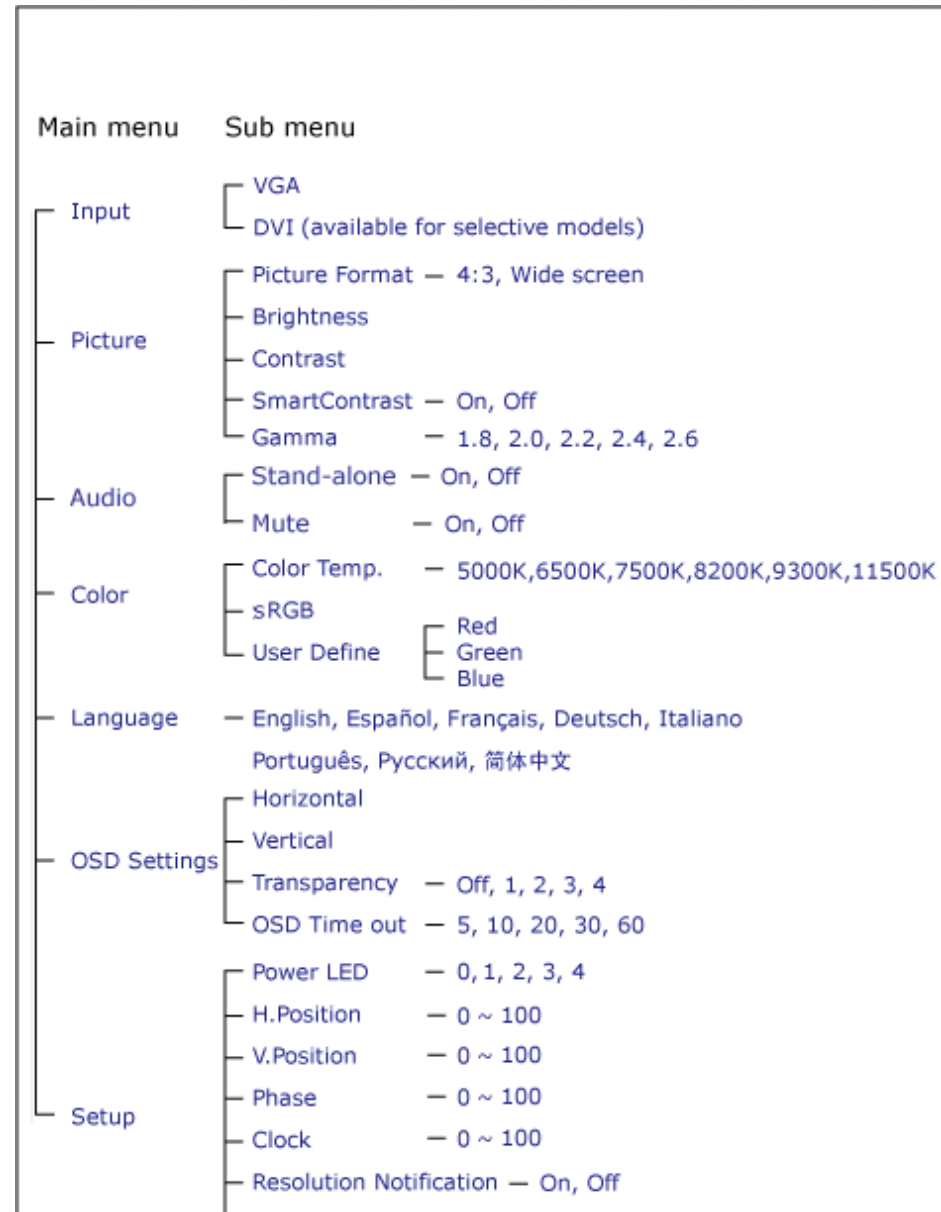 Main menu Sub menu
VGA
Input
DVI (available for selective models)
Picture Format — 4:3, Wide screen
Brightness
Picture
Contrast
SmartContrast — On, Off
Gamma — 1.8, 2.0, 2.2, 2.4, 2.6
Stand-alone — On, Off
Audio
Mute — On, Off
Color Temp. — 5000K,6500K,7500K,8200K,9300K,11500K
Color
sRGB
Red
User Define — Green
Blue
Language — English, Español, Français, Deutsch, Italiano
Português, Русский, 简体中文
Horizontal
Vertical
OSD Settings
Transparency — Off, 1, 2, 3, 4
OSD Time out — 5, 10, 20, 30, 60
Power LED — 0, 1, 2, 3, 4
H.Position — 0 ~ 100
V.Position — 0 ~ 100
Phase — 0 ~ 100
Setup
Clock — 0 ~ 100
Resolution Notification — On, Off